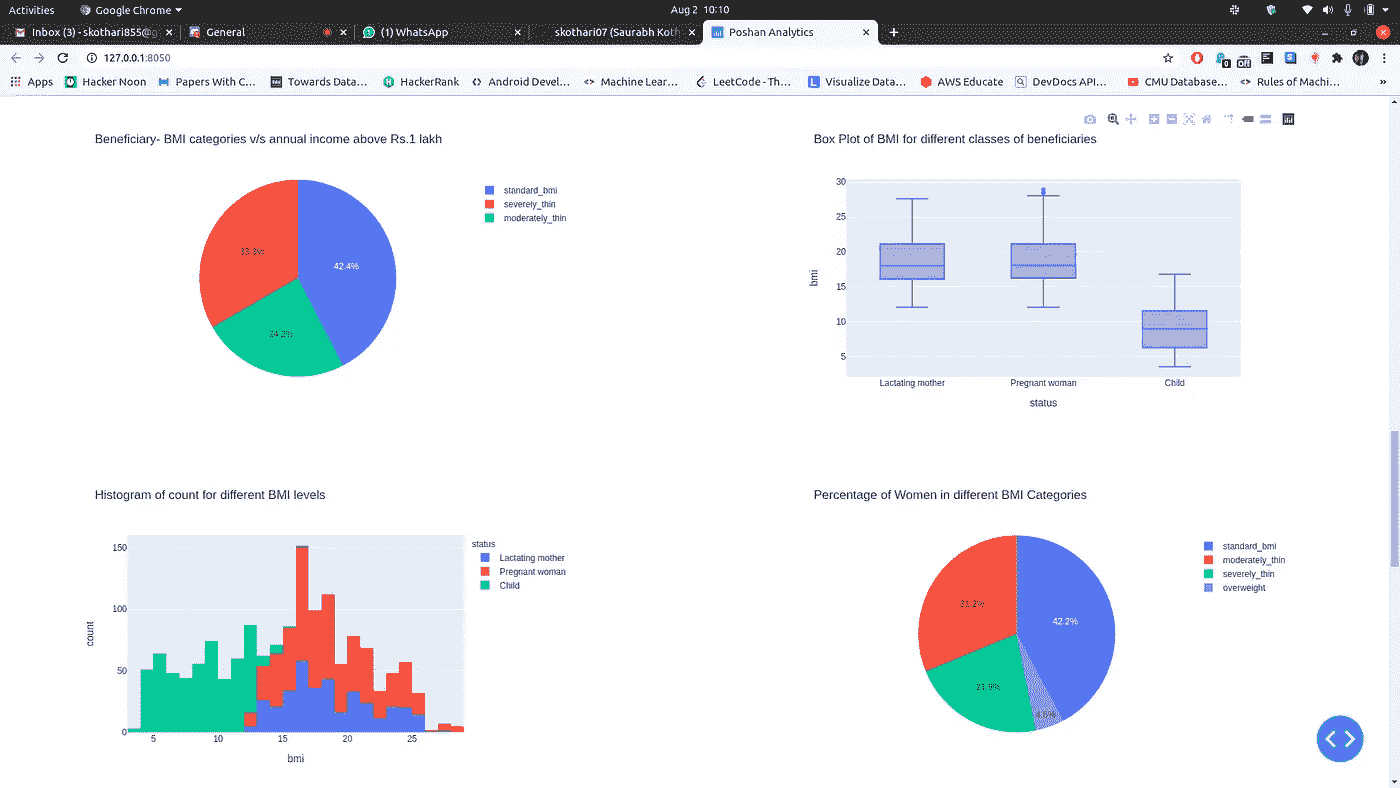 Activities Google Chrome Aug 2 10:10
Inbox (3) - skothari855@g General (1) WhatsApp skothari07 (Saurabh Koth Poshan Analytics
127.0.0.1:8050
Apps Hacker Noon Papers With C... Towards Data... HackerRank Android Devel... Machine Lear... LeetCode - Th... Visualize Data... AWS Educate DevDocs API... CMU Database... Rules of Machi... »
Beneficiary- BMI categories v/s annual income above Rs.1 lakh
standard_bmi
severely_thin
moderately_thin
33.3%
42.4%
24.2%
Box Plot of BMI for different classes of beneficiaries
30
25
20
15
10
5
bmi
Lactating mother Pregnant woman Child
status
Histogram of count for different BMI levels
status
Lactating mother
Pregnant woman
Child
150
100
50
0
count
5 10 15 20 25
bmi
Percentage of Women in different BMI Categories
standard_bmi
moderately_thin
severely_thin
overweight
31.2%
42.2%
21.9%